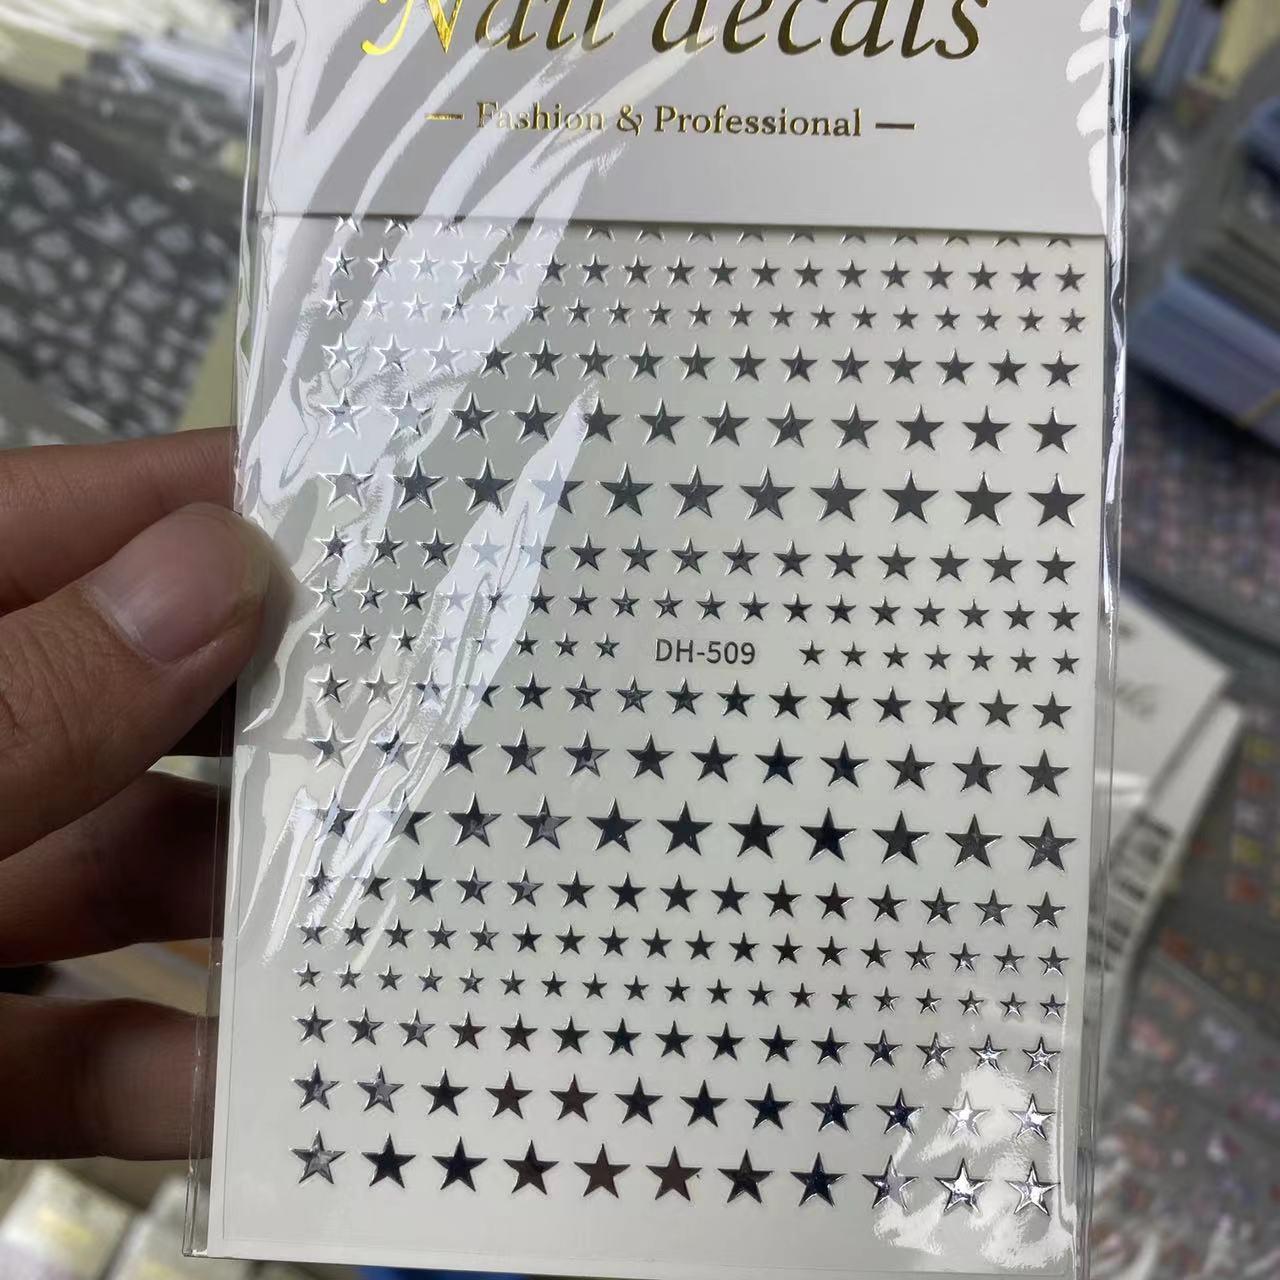 Nail decals
— Fashion & Professional —
DH-509